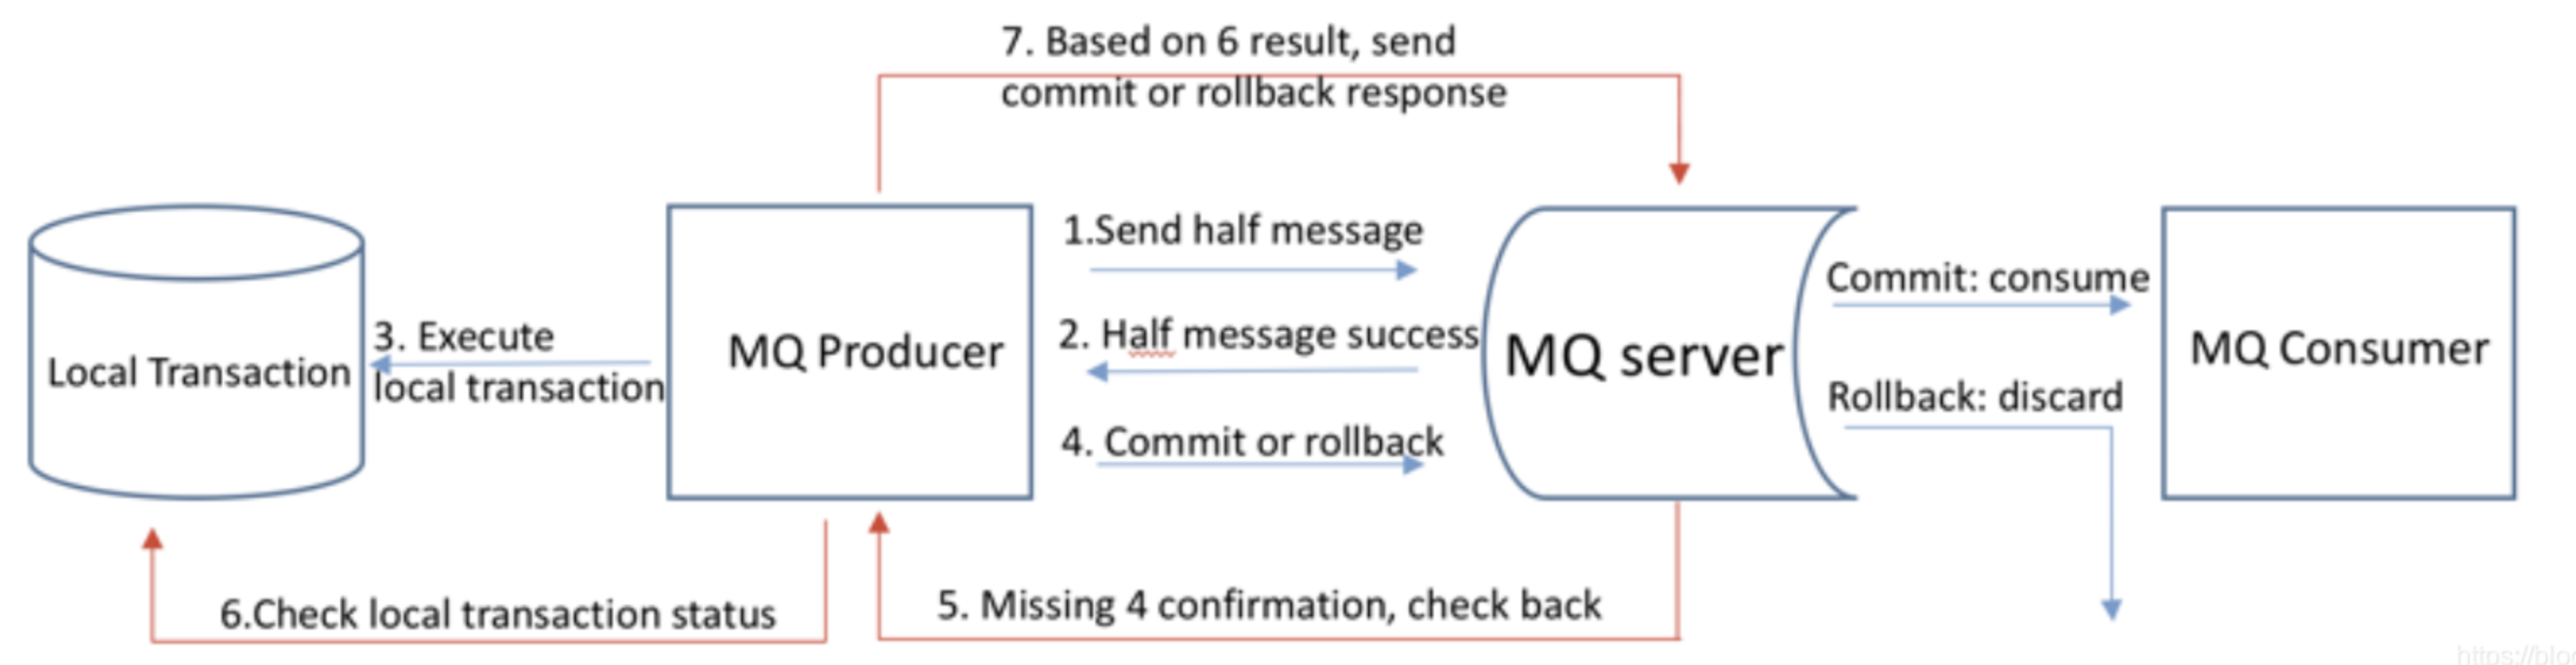 7. Based on 6 result, send
commit or rollback response
1.Send half message
Commit: consume
2. Half message success
3. Execute
local transaction
Local Transaction
MQ Producer
MQ server
MQ Consumer
Rollback: discard
4. Commit or rollback
5. Missing 4 confirmation, check back
6.Check local transaction status
https://blog